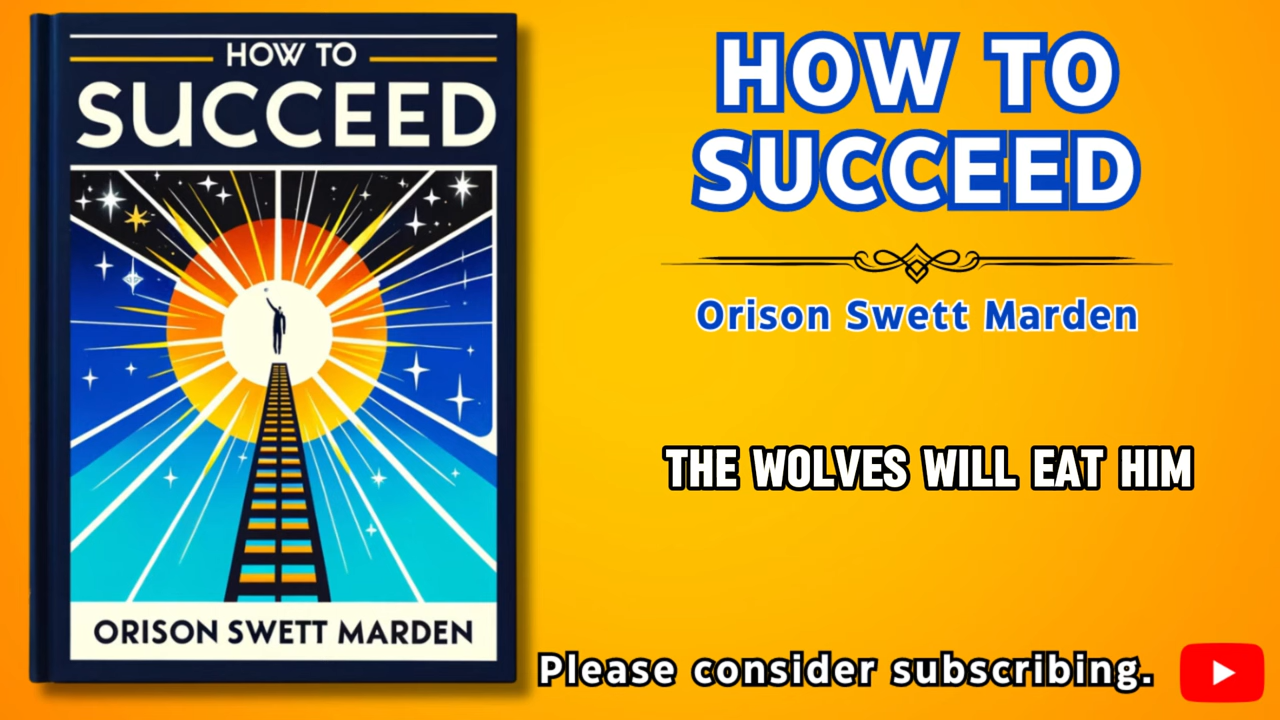 HOW TO
SUCCEED
ORISON SWETT MARDEN
HOW TO
SUCCEED
Orison Swett Marden
THE WOLVES WILL EAT HIM
Please consider subscribing.